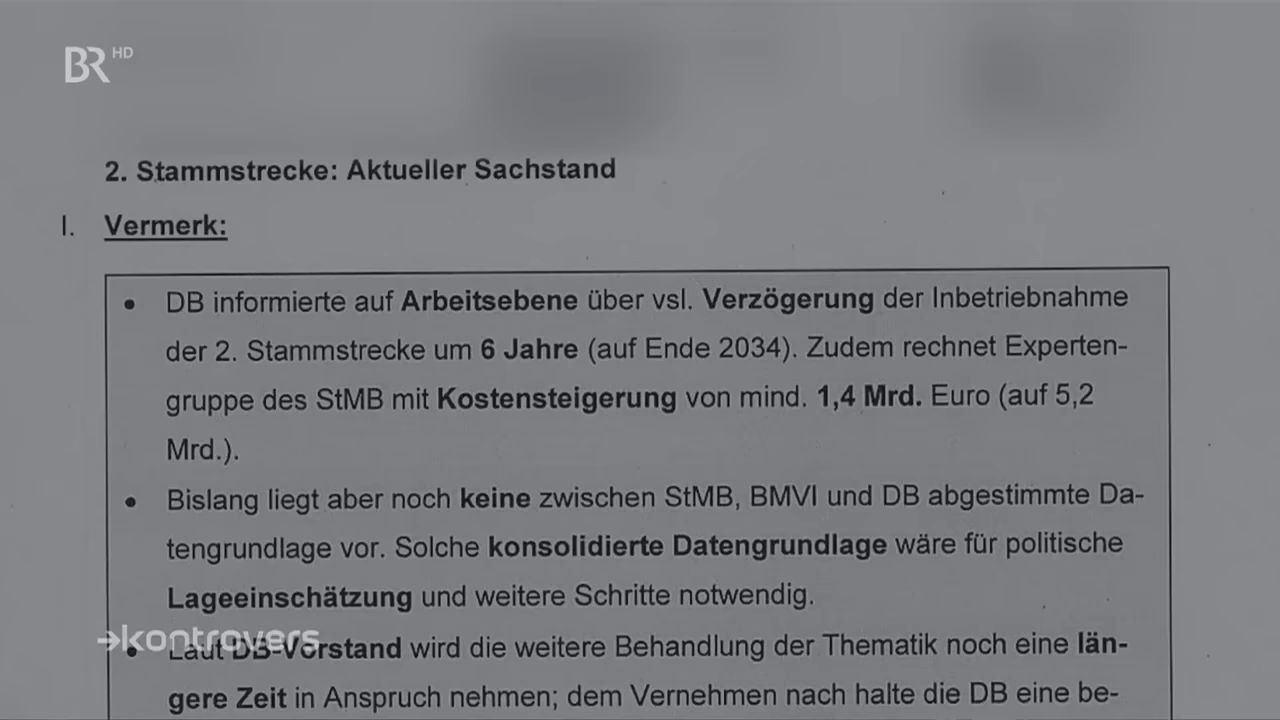 BR HD
2. Stammstrecke: Aktueller Sachstand
I. Vermerk:
• DB informierte auf Arbeitsebene über vsl. Verzögerung der Inbetriebnahme
der 2. Stammstrecke um 6 Jahre (auf Ende 2034). Zudem rechnet Experten-
gruppe des StMB mit Kostensteigerung von mind. 1,4 Mrd. Euro (auf 5,2
Mrd.).
• Bislang liegt aber noch keine zwischen StMB, BMVI und DB abgestimmte Da-
tengrundlage vor. Solche konsolidierte Datengrundlage wäre für politische
Lageeinschätzung und weitere Schritte notwendig.
→kontrovers
• Laut DB-Vorstand wird die weitere Behandlung der Thematik noch eine län-
gere Zeit in Anspruch nehmen; dem Vernehmen nach halte die DB eine be-